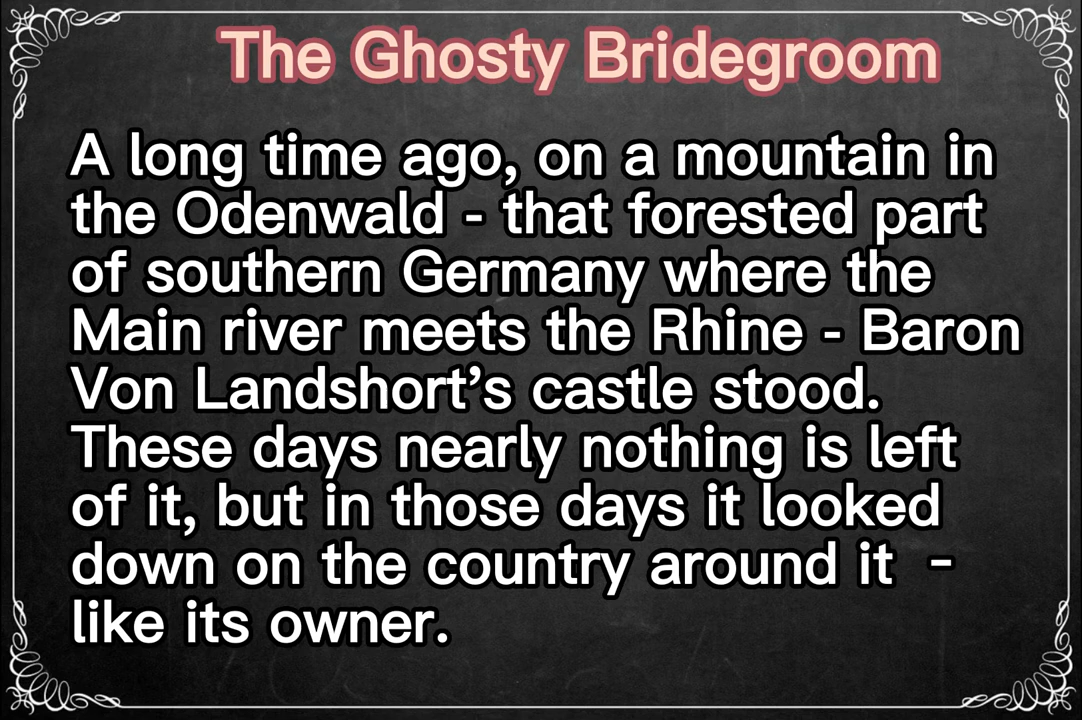 The Ghosty Bridegroom
A long time ago, on a mountain in
the Odenwald - that forested part
of southern Germany where the
Main river meets the Rhine - Baron
Von Landshort’s castle stood.
These days nearly nothing is left
of it, but in those days it looked
down on the country around it  -
like its owner.